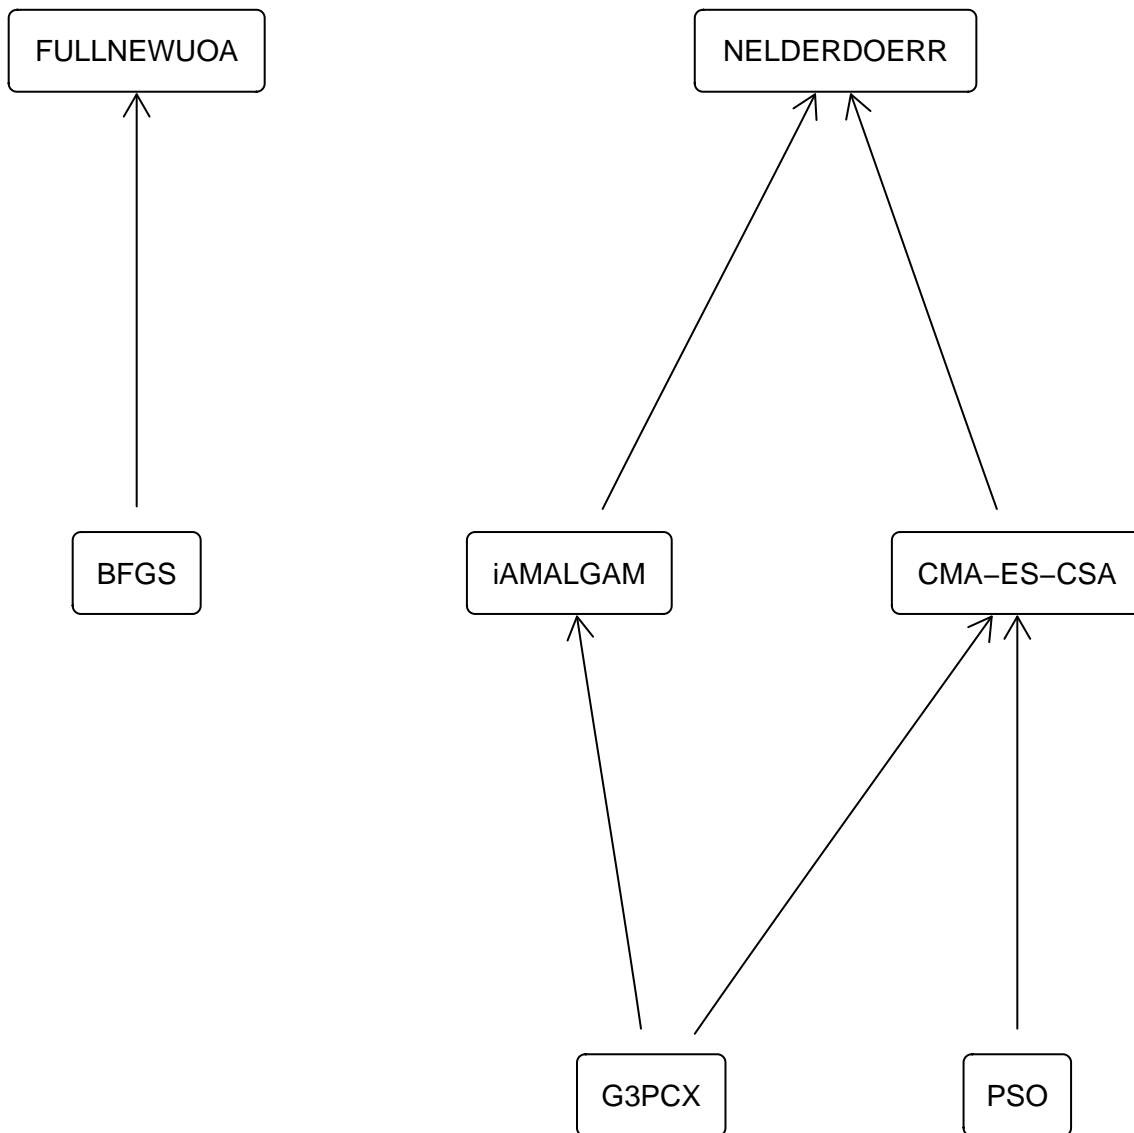 FULLNEWUOA
NELDERDOERR
BFGS
iAMALGAM
CMA−ES−CSA
G3PCX
PSO